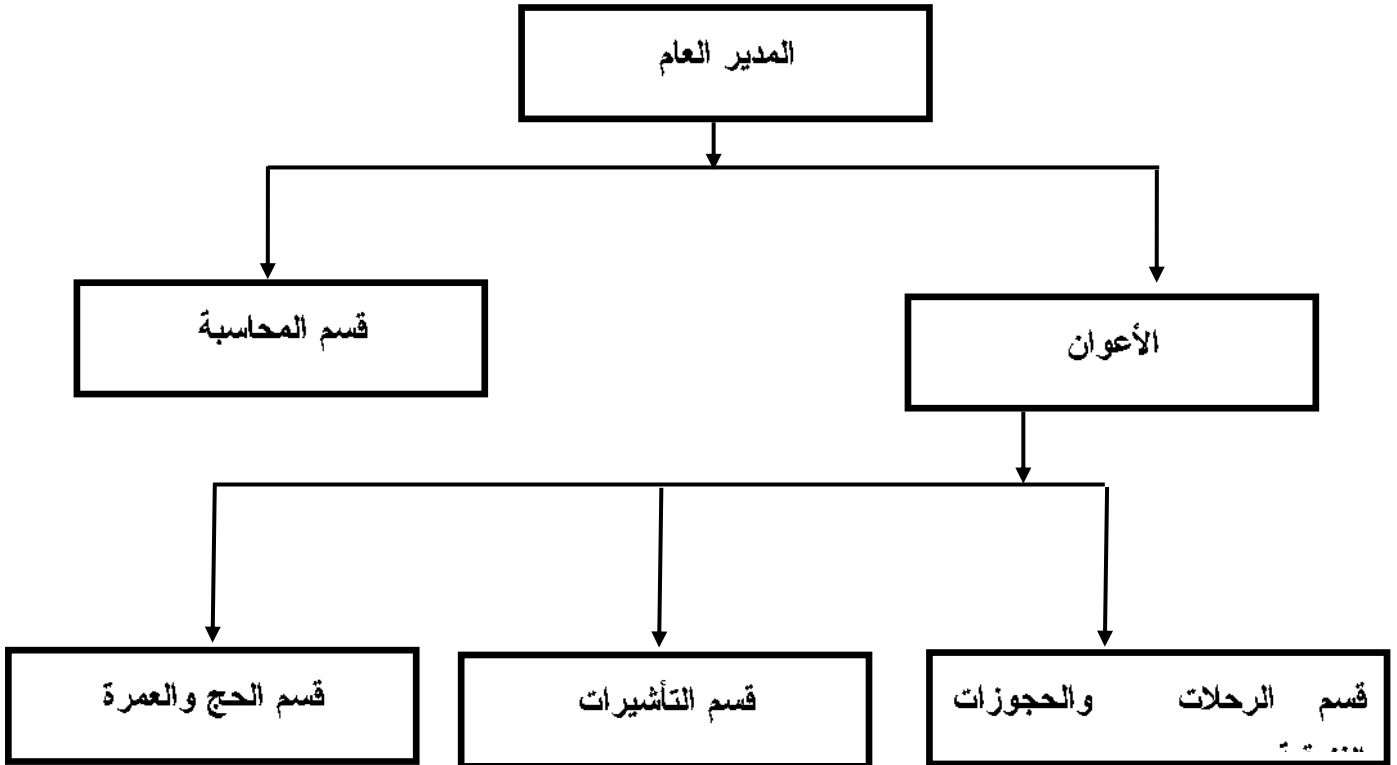 المدير العام
الأعوان
قسم المحاسبة
قسم الرحلات والحجوزات
قسم التأشيرات
قسم الحج والعمرة